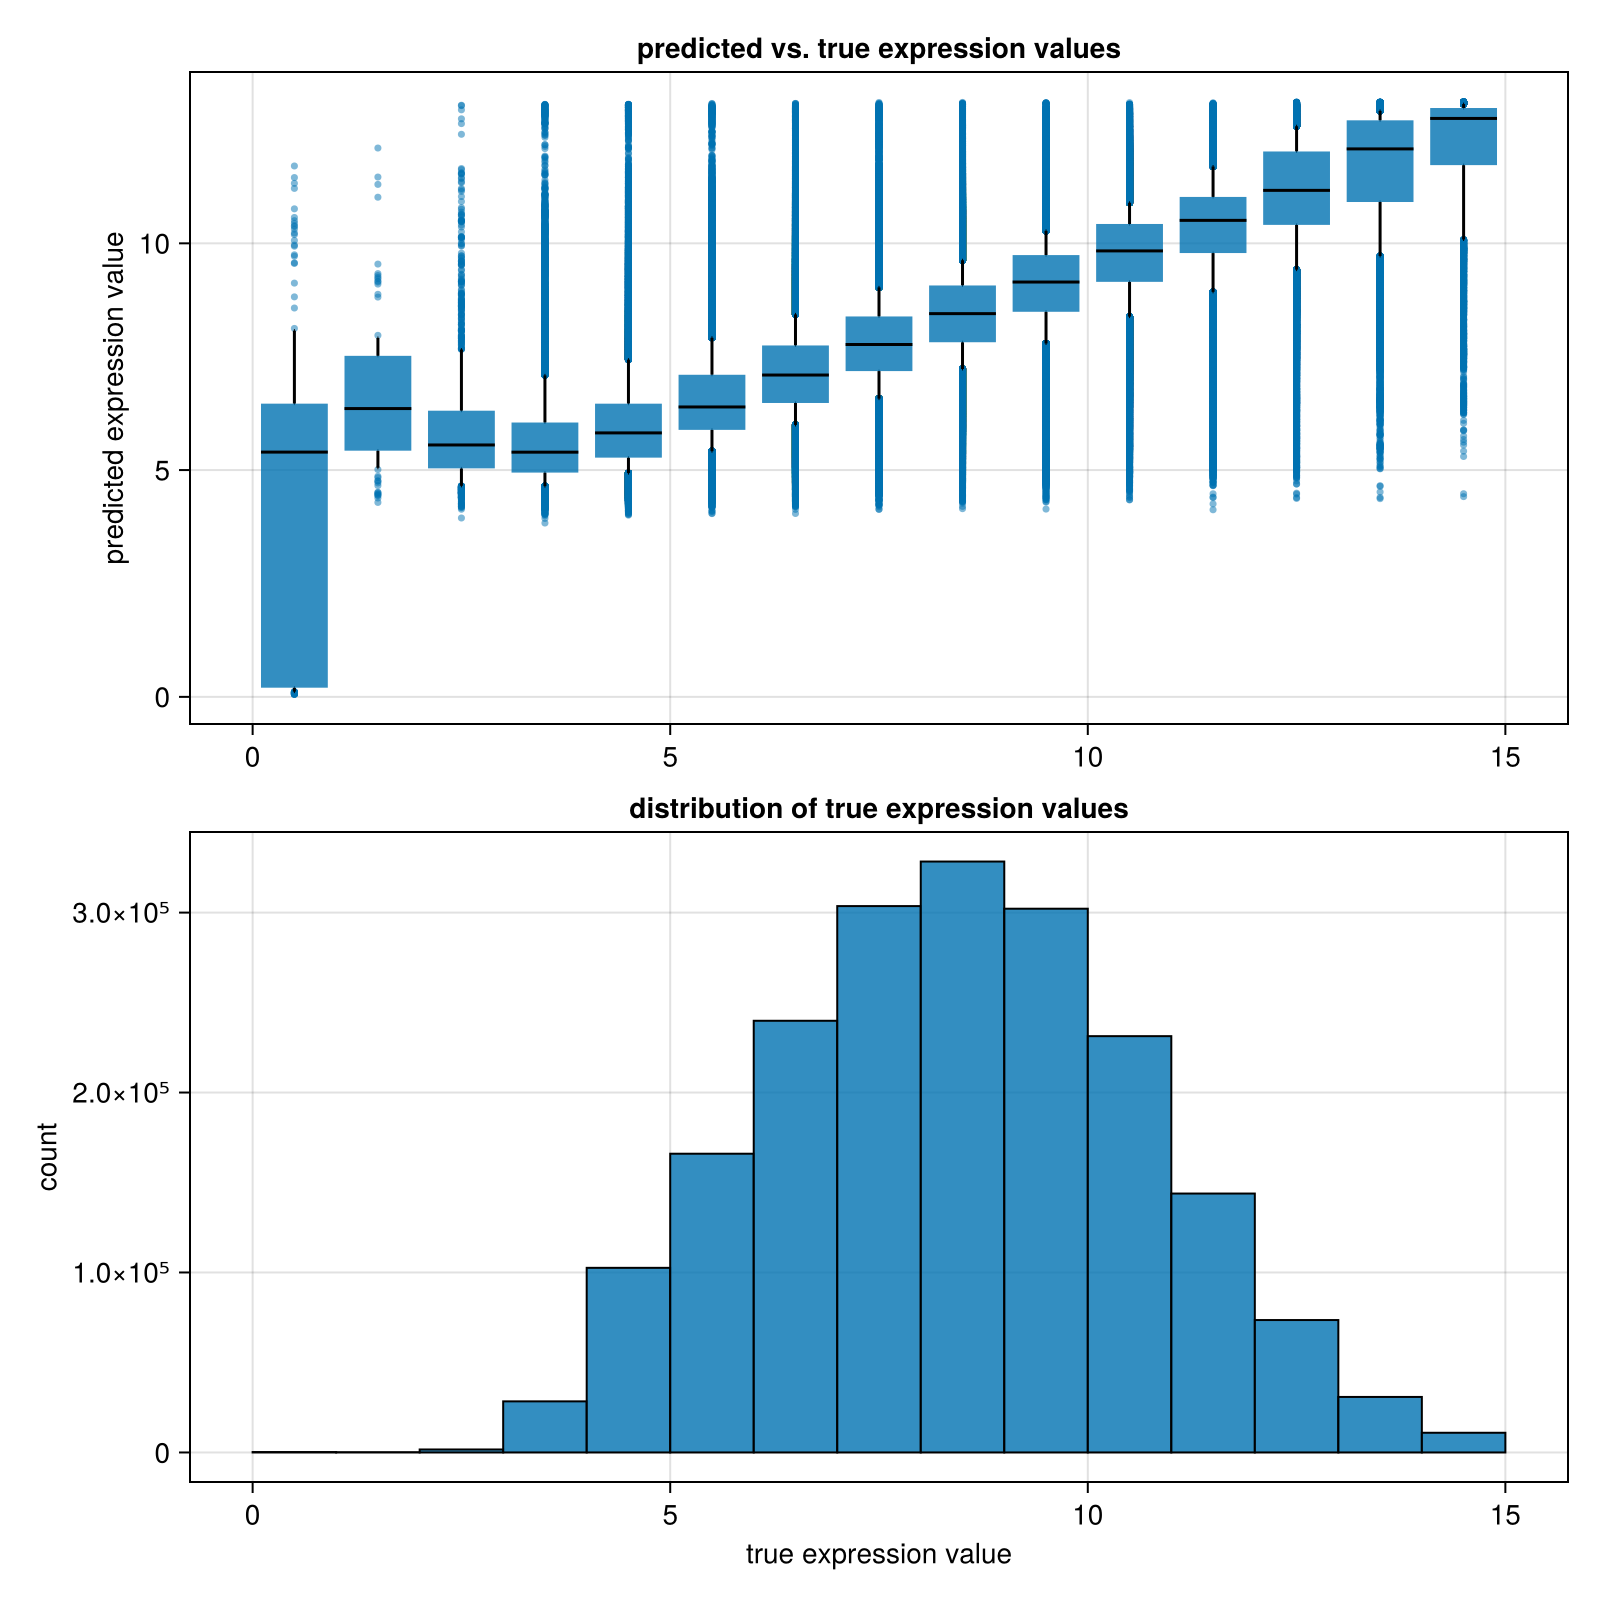 predicted vs. true expression values
predicted expression value
10
5
0
0 5 10 15
distribution of true expression values
count
3.0×10⁵
2.0×10⁵
1.0×10⁵
0
0 5 10 15
true expression value